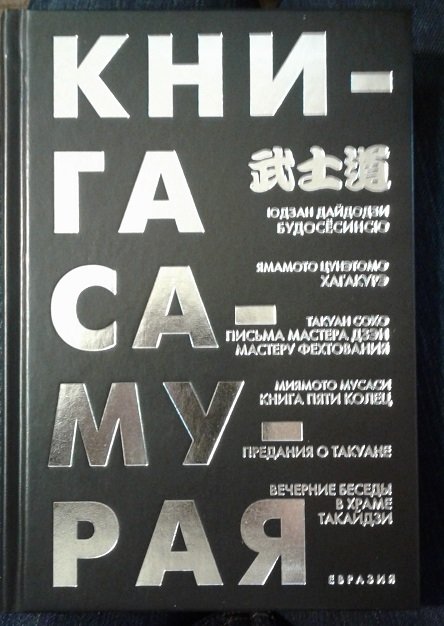 КНИ-
ГА
СА-
МУ-
РАЯ
武士道
ЮДЗАН ДАЙДОДЗИ
БУДОСЁСИНСЮ
ЯМАМОТО ЦУНЭТОМО
ХАГАКУРЭ
ТАКУАН СОХО
ПИСЬМА МАСТЕРА ДЗЭН
МАСТЕРУ ФЕХТОВАНИЯ
МИЯМОТО МУСАСИ
КНИГА ПЯТИ КОЛЕЦ
ПРЕДАНИЯ О ТАКУАНЕ
ВЕЧЕРНИЕ БЕСЕДЫ
В ХРАМЕ
ТАКАЙДЗИ
ЕВРАЗИЯ